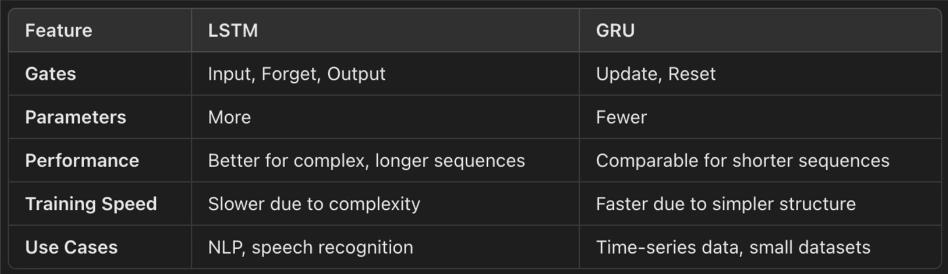 Feature LSTM GRU
Gates Input, Forget, Output Update, Reset
Parameters More Fewer
Performance Better for complex, longer sequences Comparable for shorter sequences
Training Speed Slower due to complexity Faster due to simpler structure
Use Cases NLP, speech recognition Time-series data, small datasets